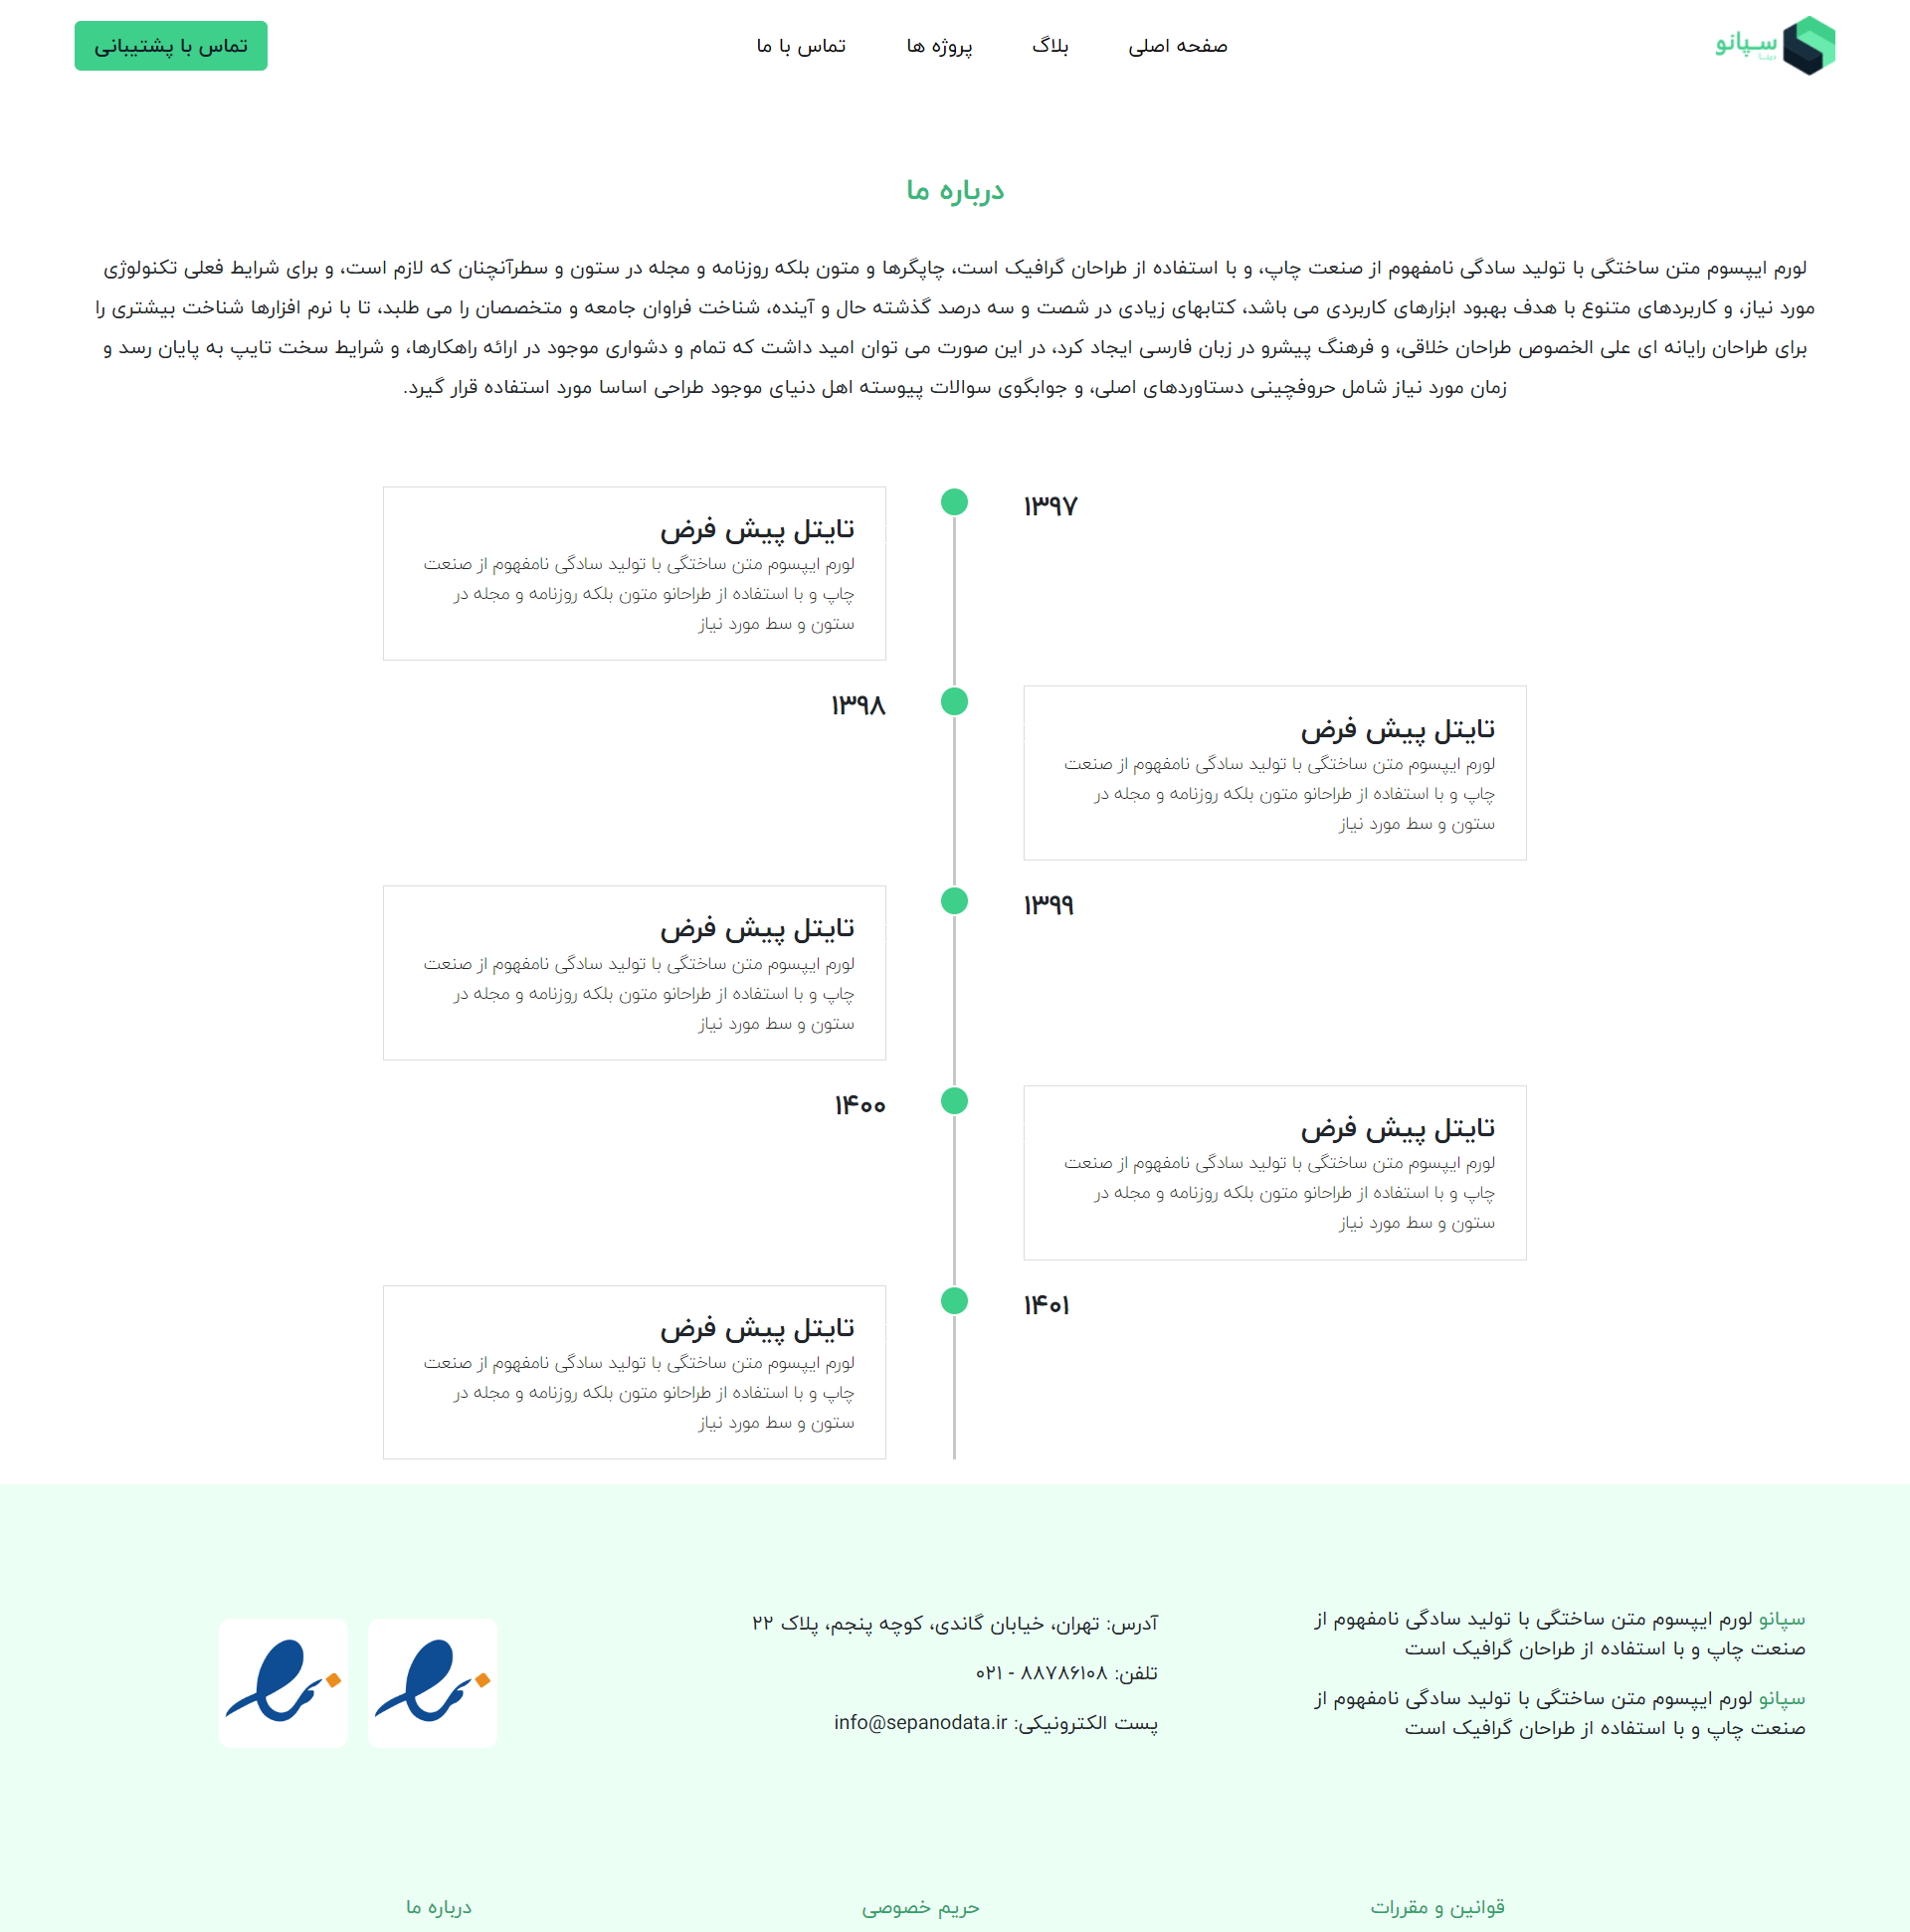 سپانو
دیتا
صفحه اصلی
بلاگ
پروژه ها
تماس با ما
تماس با پشتیبانی
درباره ما
لورم ایپسوم متن ساختگی با تولید سادگی نامفهوم از صنعت چاپ، و با استفاده از طراحان گرافیک است، چاپگرها و متون بلکه روزنامه و مجله در ستون و سطرآنچنان که لازم است، و برای شرایط فعلی تکنولوژی
مورد نیاز، و کاربردهای متنوع با هدف بهبود ابزارهای کاربردی می باشد، کتابهای زیادی در شصت و سه درصد گذشته حال و آینده، شناخت فراوان جامعه و متخصصان را می طلبد، تا با نرم افزارها شناخت بیشتری را
برای طراحان رایانه ای علی الخصوص طراحان خلاقی، و فرهنگ پیشرو در زبان فارسی ایجاد کرد، در این صورت می توان امید داشت که تمام و دشواری موجود در ارائه راهکارها، و شرایط سخت تایپ به پایان رسد و
زمان مورد نیاز شامل حروفچینی دستاوردهای اصلی، و جوابگوی سوالات پیوسته اهل دنیای موجود طراحی اساسا مورد استفاده قرار گیرد.
۱۳۹۷
تایتل پیش فرض
لورم ایپسوم متن ساختگی با تولید سادگی نامفهوم از صنعت
چاپ و با استفاده از طراحانو متون بلکه روزنامه و مجله در
ستون و سط مورد نیاز
۱۳۹۸
تایتل پیش فرض
لورم ایپسوم متن ساختگی با تولید سادگی نامفهوم از صنعت
چاپ و با استفاده از طراحانو متون بلکه روزنامه و مجله در
ستون و سط مورد نیاز
۱۳۹۹
تایتل پیش فرض
لورم ایپسوم متن ساختگی با تولید سادگی نامفهوم از صنعت
چاپ و با استفاده از طراحانو متون بلکه روزنامه و مجله در
ستون و سط مورد نیاز
۱۴۰۰
تایتل پیش فرض
لورم ایپسوم متن ساختگی با تولید سادگی نامفهوم از صنعت
چاپ و با استفاده از طراحانو متون بلکه روزنامه و مجله در
ستون و سط مورد نیاز
۱۴۰۱
تایتل پیش فرض
لورم ایپسوم متن ساختگی با تولید سادگی نامفهوم از صنعت
چاپ و با استفاده از طراحانو متون بلکه روزنامه و مجله در
ستون و سط مورد نیاز
سپانو لورم ایپسوم متن ساختگی با تولید سادگی نامفهوم از
صنعت چاپ و با استفاده از طراحان گرافیک است
سپانو لورم ایپسوم متن ساختگی با تولید سادگی نامفهوم از
صنعت چاپ و با استفاده از طراحان گرافیک است
آدرس: تهران، خیابان گاندی، کوچه پنجم، پلاک ۲۲
تلفن: ۸۸۷۸۶۱۰۸ - ۰۲۱
پست الکترونیکی: info@sepanodata.ir
قوانین و مقررات
حریم خصوصی
درباره ما